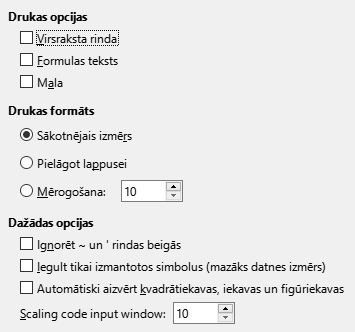 Drukas opcijas
Virsraksta rinda
Formulas teksts
Mala
Drukas formāts
Sākotnējais izmērs
Pielāgot lappusei
Mērogošana: 10
Dažādas opcijas
Ignorēt ~ un ' rindas beigās
Iegult tikai izmantotos simbolus (mazāks datnes izmērs)
Automātiski aizvērt kvadrātiekavas, iekavas un figūriekavas
Scaling code input window: 10